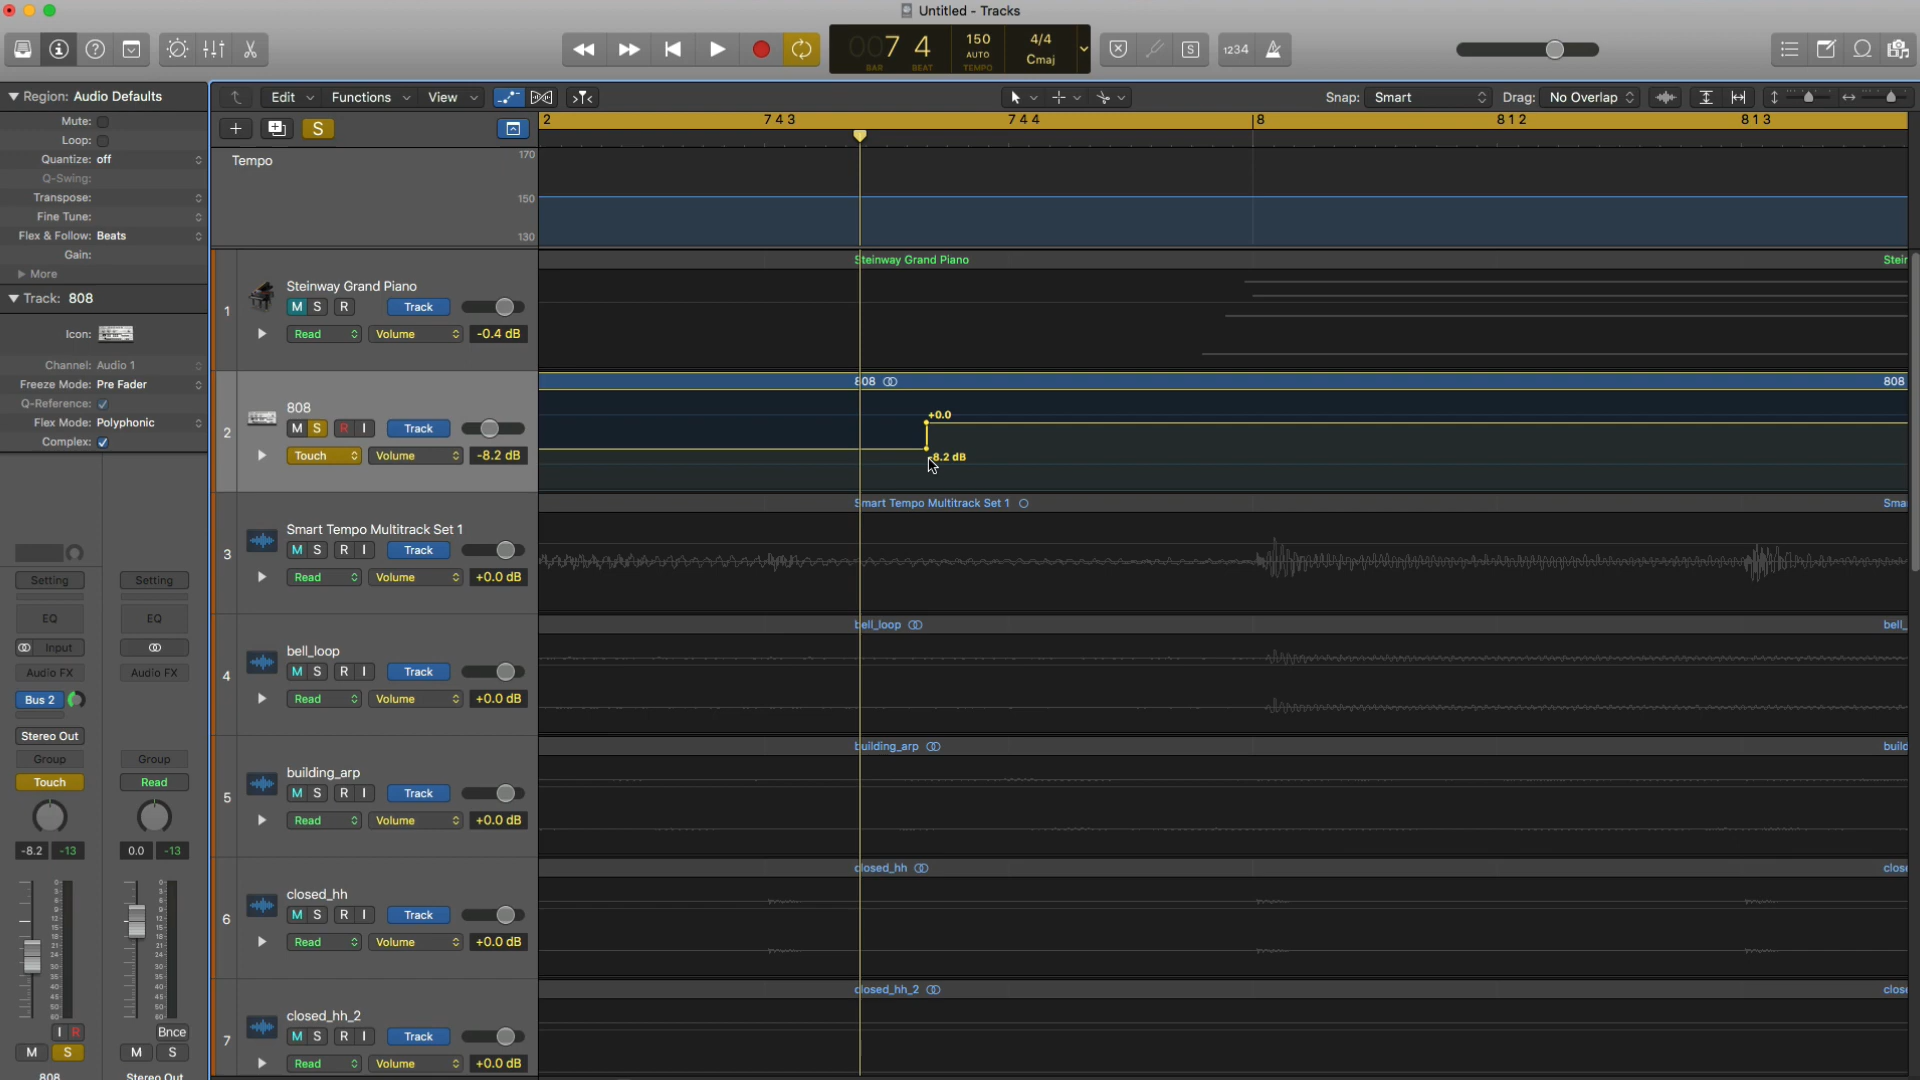 Untitled - Tracks
1234
007 4
BAR BEAT
150
AUTO
TEMPO
4/4
Cmaj
Region: Audio Defaults
Mute:
Loop:
Quantize: off
Q-Swing:
Transpose:
Fine Tune:
Flex & Follow: Beats
Gain:
More
Track: 808
Icon:
Channel: Audio 1
Freeze Mode: Pre Fader
Q-Reference:
Flex Mode: Polyphonic
Complex:
Setting Setting
EQ EQ
Input
Audio FX Audio FX
Bus 2
Stereo Out
Group Group
Touch Read
-8.2 -13 0.0 -13
I R Bnce
M S M S
808 Stereo Out
Edit Functions View
Snap: Smart Drag: No Overlap
S
2 7 4 3 7 4 4 8 8 1 2 8 1 3
Tempo
170
150
130
1
Steinway Grand Piano
M S R Track
Read Volume -0.4 dB
Steinway Grand Piano Stein
2
808
M S R I Track
Touch Volume -8.2 dB
808 808
+0.0
8.2 dB
3
Smart Tempo Multitrack Set 1
M S R I Track
Read Volume +0.0 dB
Smart Tempo Multitrack Set 1 Sma
4
bell_loop
M S R I Track
Read Volume +0.0 dB
bell_loop bell_
5
building_arp
M S R I Track
Read Volume +0.0 dB
building_arp build
6
closed_hh
M S R I Track
Read Volume +0.0 dB
closed_hh close
7
closed_hh_2
M S R I Track
Read Volume +0.0 dB
closed_hh_2 close